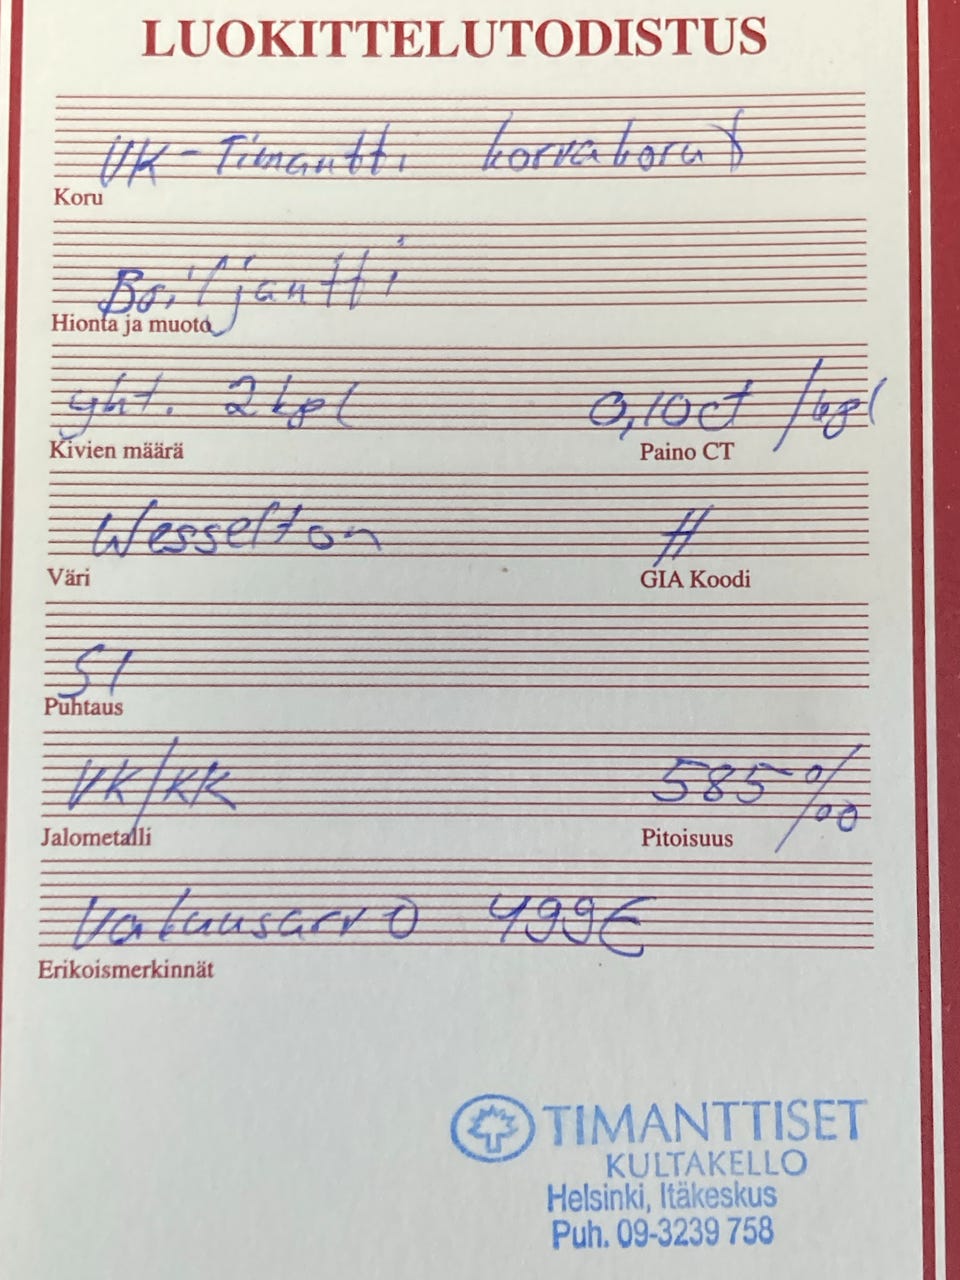 LUOKITTELUTODISTUS
VK-Timantti korvakorut
Koru
Briljantti
Hionta ja muoto
yht. 2kpl 0,10ct /kpl
Kivien määrä Paino CT
Wesselton H
Väri GIA Koodi
SI
Puhtaus
VK/KK 585 ‰
Jalometalli Pitoisuus
Vakuusarvo 499€
Erikoismerkinnät
TIMANTTISET
KULTAKELLO
Helsinki, Itäkeskus
Puh. 09-3239 758